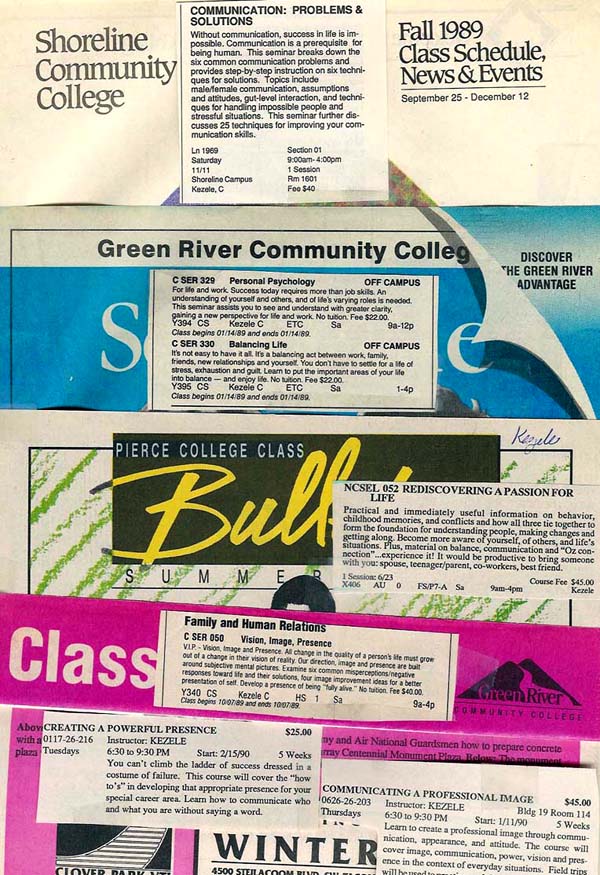 Shoreline
Community
College
COMMUNICATION: PROBLEMS &
SOLUTIONS
Without communication, success in life is im-
possible. Communication is a prerequisite for
being human. This seminar breaks down the
six common communication problems and
provides step-by-step instruction on six techni-
ques for solutions. Topics include
male/female communication, assumptions
and attitudes, gut-level interaction, and techni-
ques for handling impossible people and
stressful situations. This seminar further dis-
cusses 25 techniques for improving your com-
munication skills.
Ln 1969 Section 01
Saturday 9:00am- 4:00pm
11/11 1 Session
Shoreline Campus Rm 1601
Kezele, C Fee $40
Fall 1989
Class Schedule,
News & Events
September 25 - December 12
Green River Community Colleg
DISCOVER
THE GREEN RIVER
ADVANTAGE
C SER 329 Personal Psychology OFF CAMPUS
For life and work. Success today requires more than job skills. An
understanding of yourself and others, and of life's varying roles is needed.
This seminar assists you to see and understand with greater clarity,
gaining a new perspective for life and work. No tuition. Fee $22.00.
Y394 CS Kezele C ETC Sa 9a-12p
Class begins 01/14/89 and ends 01/14/89.
C SER 330 Balancing Life OFF CAMPUS
It's not easy to have it all. It's a balancing act between work, family,
friends, new relationships and yourself. You don't have to settle for a life of
stress, exhaustion and guilt. Learn to put the important areas of your life
into balance — and enjoy life. No tuition. Fee $22.00.
Y395 CS Kezele C ETC Sa 1-4p
Class begins 01/14/89 and ends 01/14/89.
Kezele
PIERCE COLLEGE CLASS
Bull
SUMMER
NCSEL 052 REDISCOVERING A PASSION FOR
LIFE
Practical and immediately useful information on behavior,
childhood memories, and conflicts and how all three tie together to
form the foundation for understanding people, making changes and
getting along. Become more aware of yourself, of others, and life's
situations. Plus, material on balance, communication and "Oz con-
nection"...experience it! It would be productive to bring someone
with you: spouse, teenager/parent, co-workers, best friend.
1 Session: 6/23 Course Fee $45.00
X406 AU 0 FS/P7-A Sa 9am-4pm Kezele
Class
Family and Human Relations
C SER 050 Vision, Image, Presence
V.I.P. - Vision, Image and Presence. All change in the quality of a person's life must grow
out of a change in their vision of reality. Our direction, image and presence are built
around subjective mental pictures. Examine six common misperceptions/negative
responses toward life and their solutions, four image improvement ideas for a better
presentation of self. Develop a presence of being "fully alive." No tuition. Fee $40.00.
Y340 CS Kezele C HS 1 Sa 9a-4p
Class begins 10/07/89 and ends 10/07/89.
Green River
COMMUNITY COLLEGE
Abov
with a
plaza
CREATING A POWERFUL PRESENCE $25.00
0117-26-216 Instructor: KEZELE
Tuesdays 6:30 to 9:30 PM Start: 2/15/90 5 Weeks
You can't climb the ladder of success dressed in a
costume of failure. This course will cover the "how
to's" in developing that appropriate presence for your
special career area. Learn how to communicate who
and what you are without saying a word.
my and Air National Guardsmen how to prepare concrete
rray Centennial Monument Plaza. Below: The monument
COMMUNICATING A PROFESSIONAL IMAGE $45.00
0626-26-203 Instructor: KEZELE Bldg 19 Room 114
Thursdays 6:30 to 9:30 PM Start: 1/11/90 5 Weeks
Learn to create a professional image through commu-
nication, appearance, and attitude. The course will
cover image, communication, power, vision and pres-
ence in the context of everyday situations. Field trips
WINTER
CLOVER PARK
4500 STEILACOOM BLVD.